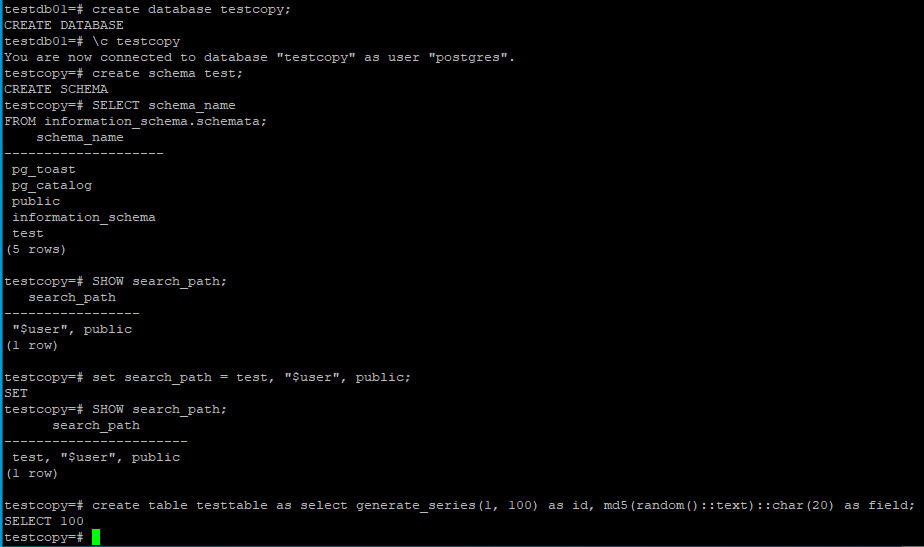 testdb01=# create database testcopy;
CREATE DATABASE
testdb01=# \c testcopy
You are now connected to database "testcopy" as user "postgres".
testcopy=# create schema test;
CREATE SCHEMA
testcopy=# SELECT schema_name
FROM information_schema.schemata;
    schema_name
--------------------
 pg_toast
 pg_catalog
 public
 information_schema
 test
(5 rows)

testcopy=# SHOW search_path;
   search_path
-----------------
 "$user", public
(1 row)

testcopy=# set search_path = test, "$user", public;
SET
testcopy=# SHOW search_path;
      search_path
-----------------------
 test, "$user", public
(1 row)

testcopy=# create table testtable as select generate_series(1, 100) as id, md5(random()::text)::char(20) as field;
SELECT 100
testcopy=#